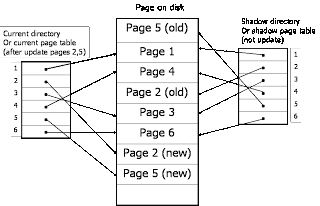 Page on disk
Current directory
Or current page table
(after update pages 2,5)
1
2
3
4
5
6
Page 5 (old)
Page 1
Page 4
Page 2 (old)
Page 3
Page 6
Page 2 (new)
Page 5 (new)
Shadow directory
Or shadow page table
(not update)
1
2
3
4
5
6